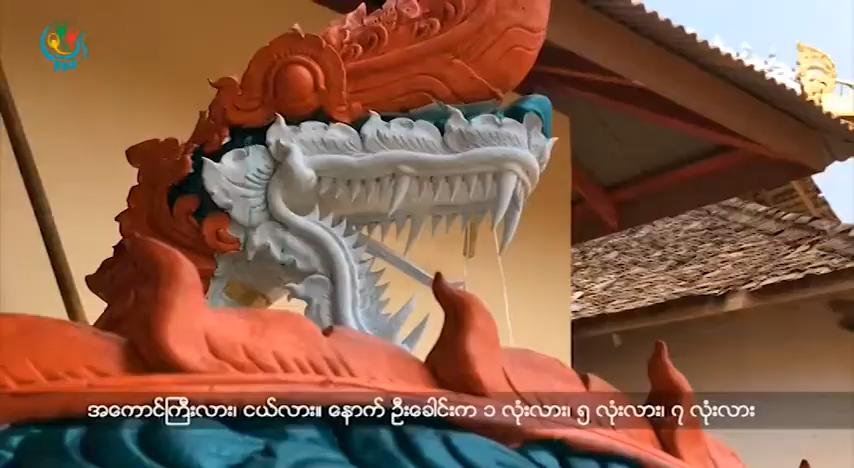 အကောင်ကြီးလား၊ ငယ်လား။ နောက် ဦးခေါင်းက ၁ လုံးလား၊ ၅ လုံးလား၊ ၇ လုံးလား